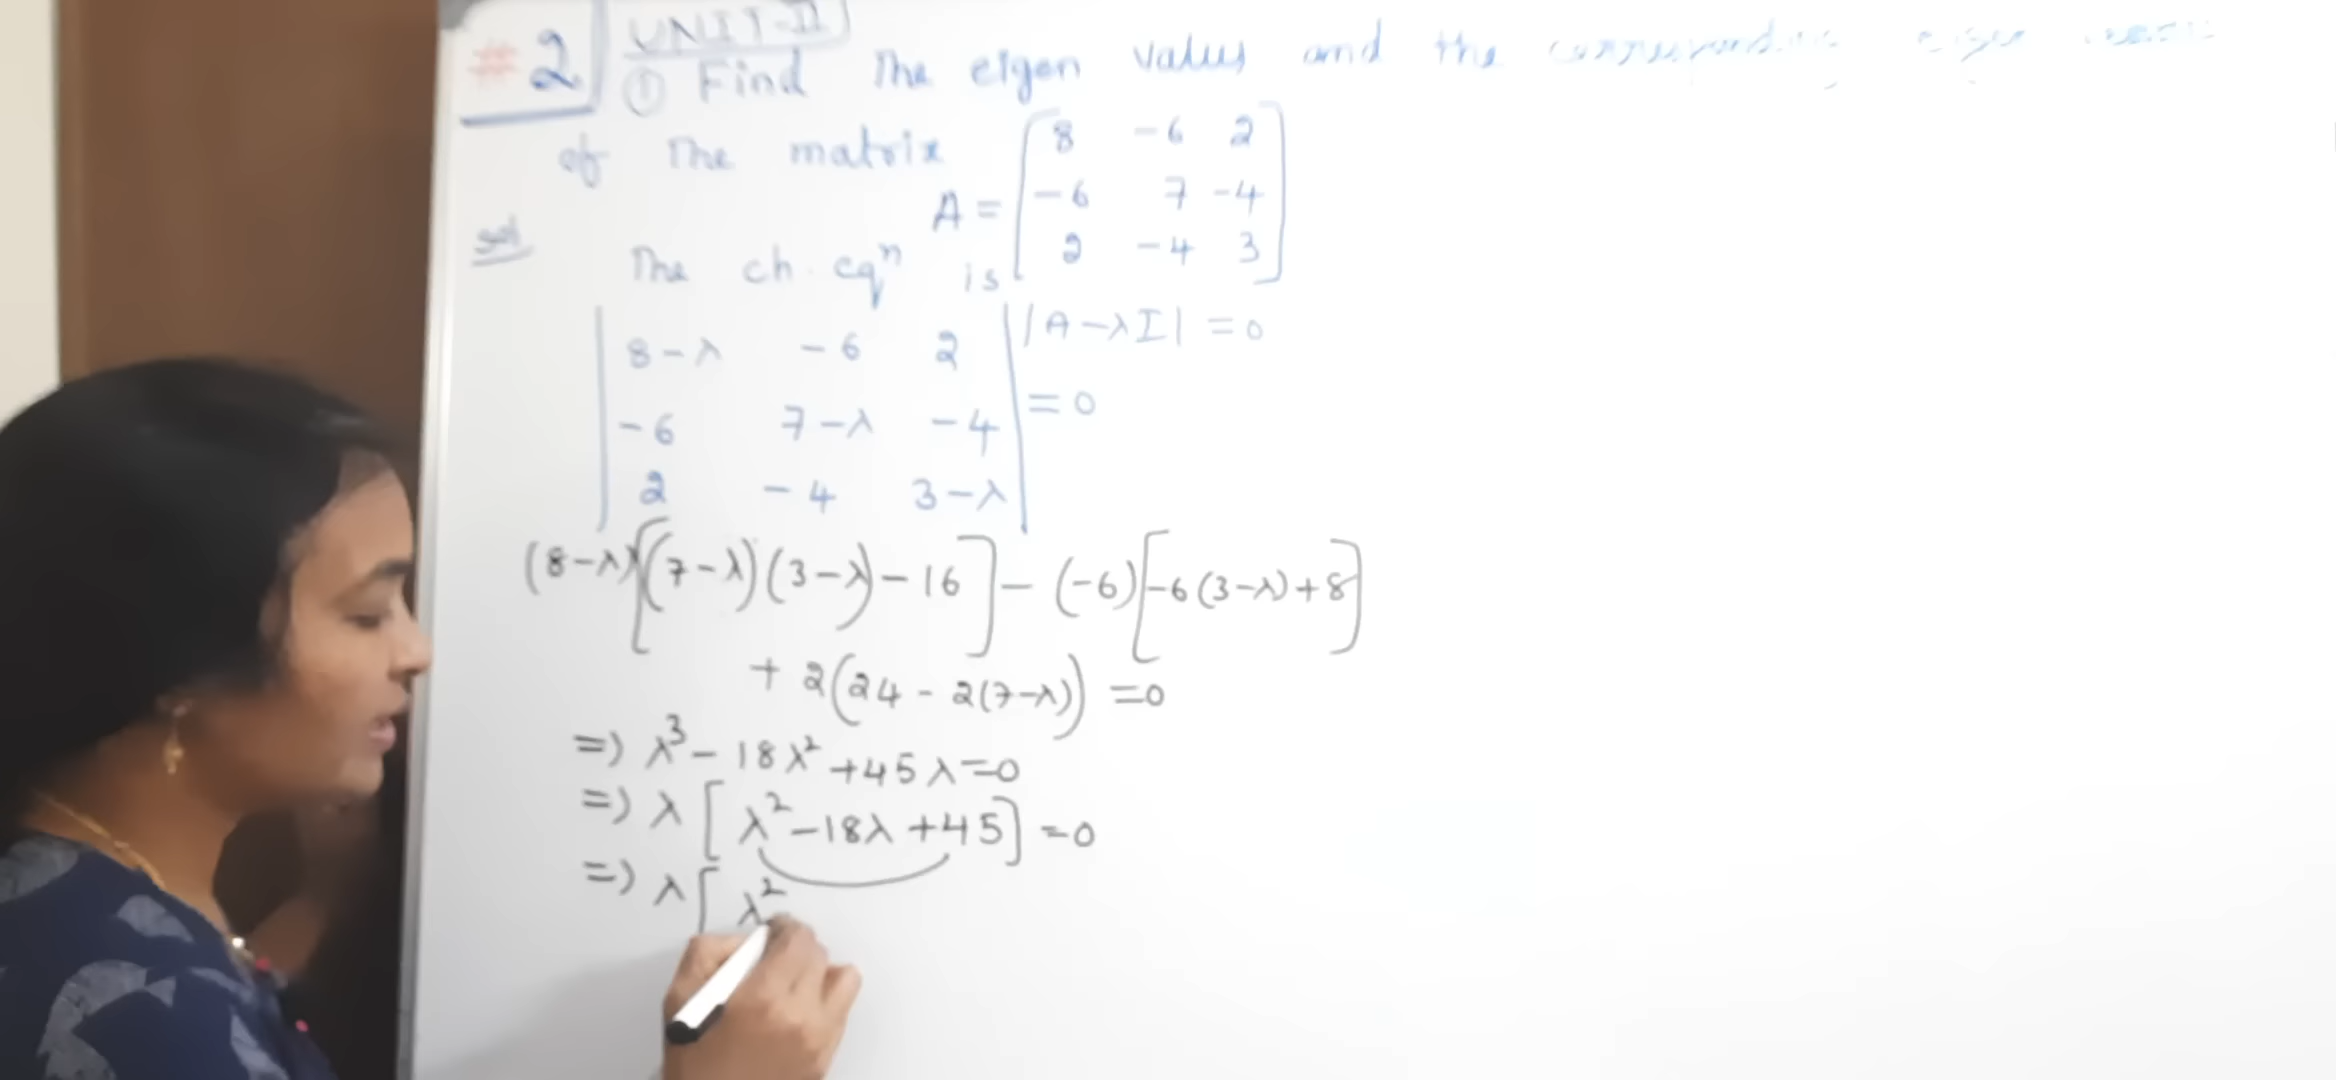 #2 UNIT-II
① Find The eigen values and the corresponding eigen
of The matrix
A = [8 -6 2
-6 7 -4
2 -4 3]
Sol
The ch. eqⁿ is
|A-λI| = 0
|8-λ -6 2
-6 7-λ -4
2 -4 3-λ| = 0
(8-λ)[(7-λ)(3-λ)-16] - (-6)[-6(3-λ)+8]
+ 2(24 - 2(7-λ)) = 0
=> λ³ - 18λ² + 45λ = 0
=> λ[λ² - 18λ + 45] = 0
=> λ[λ²